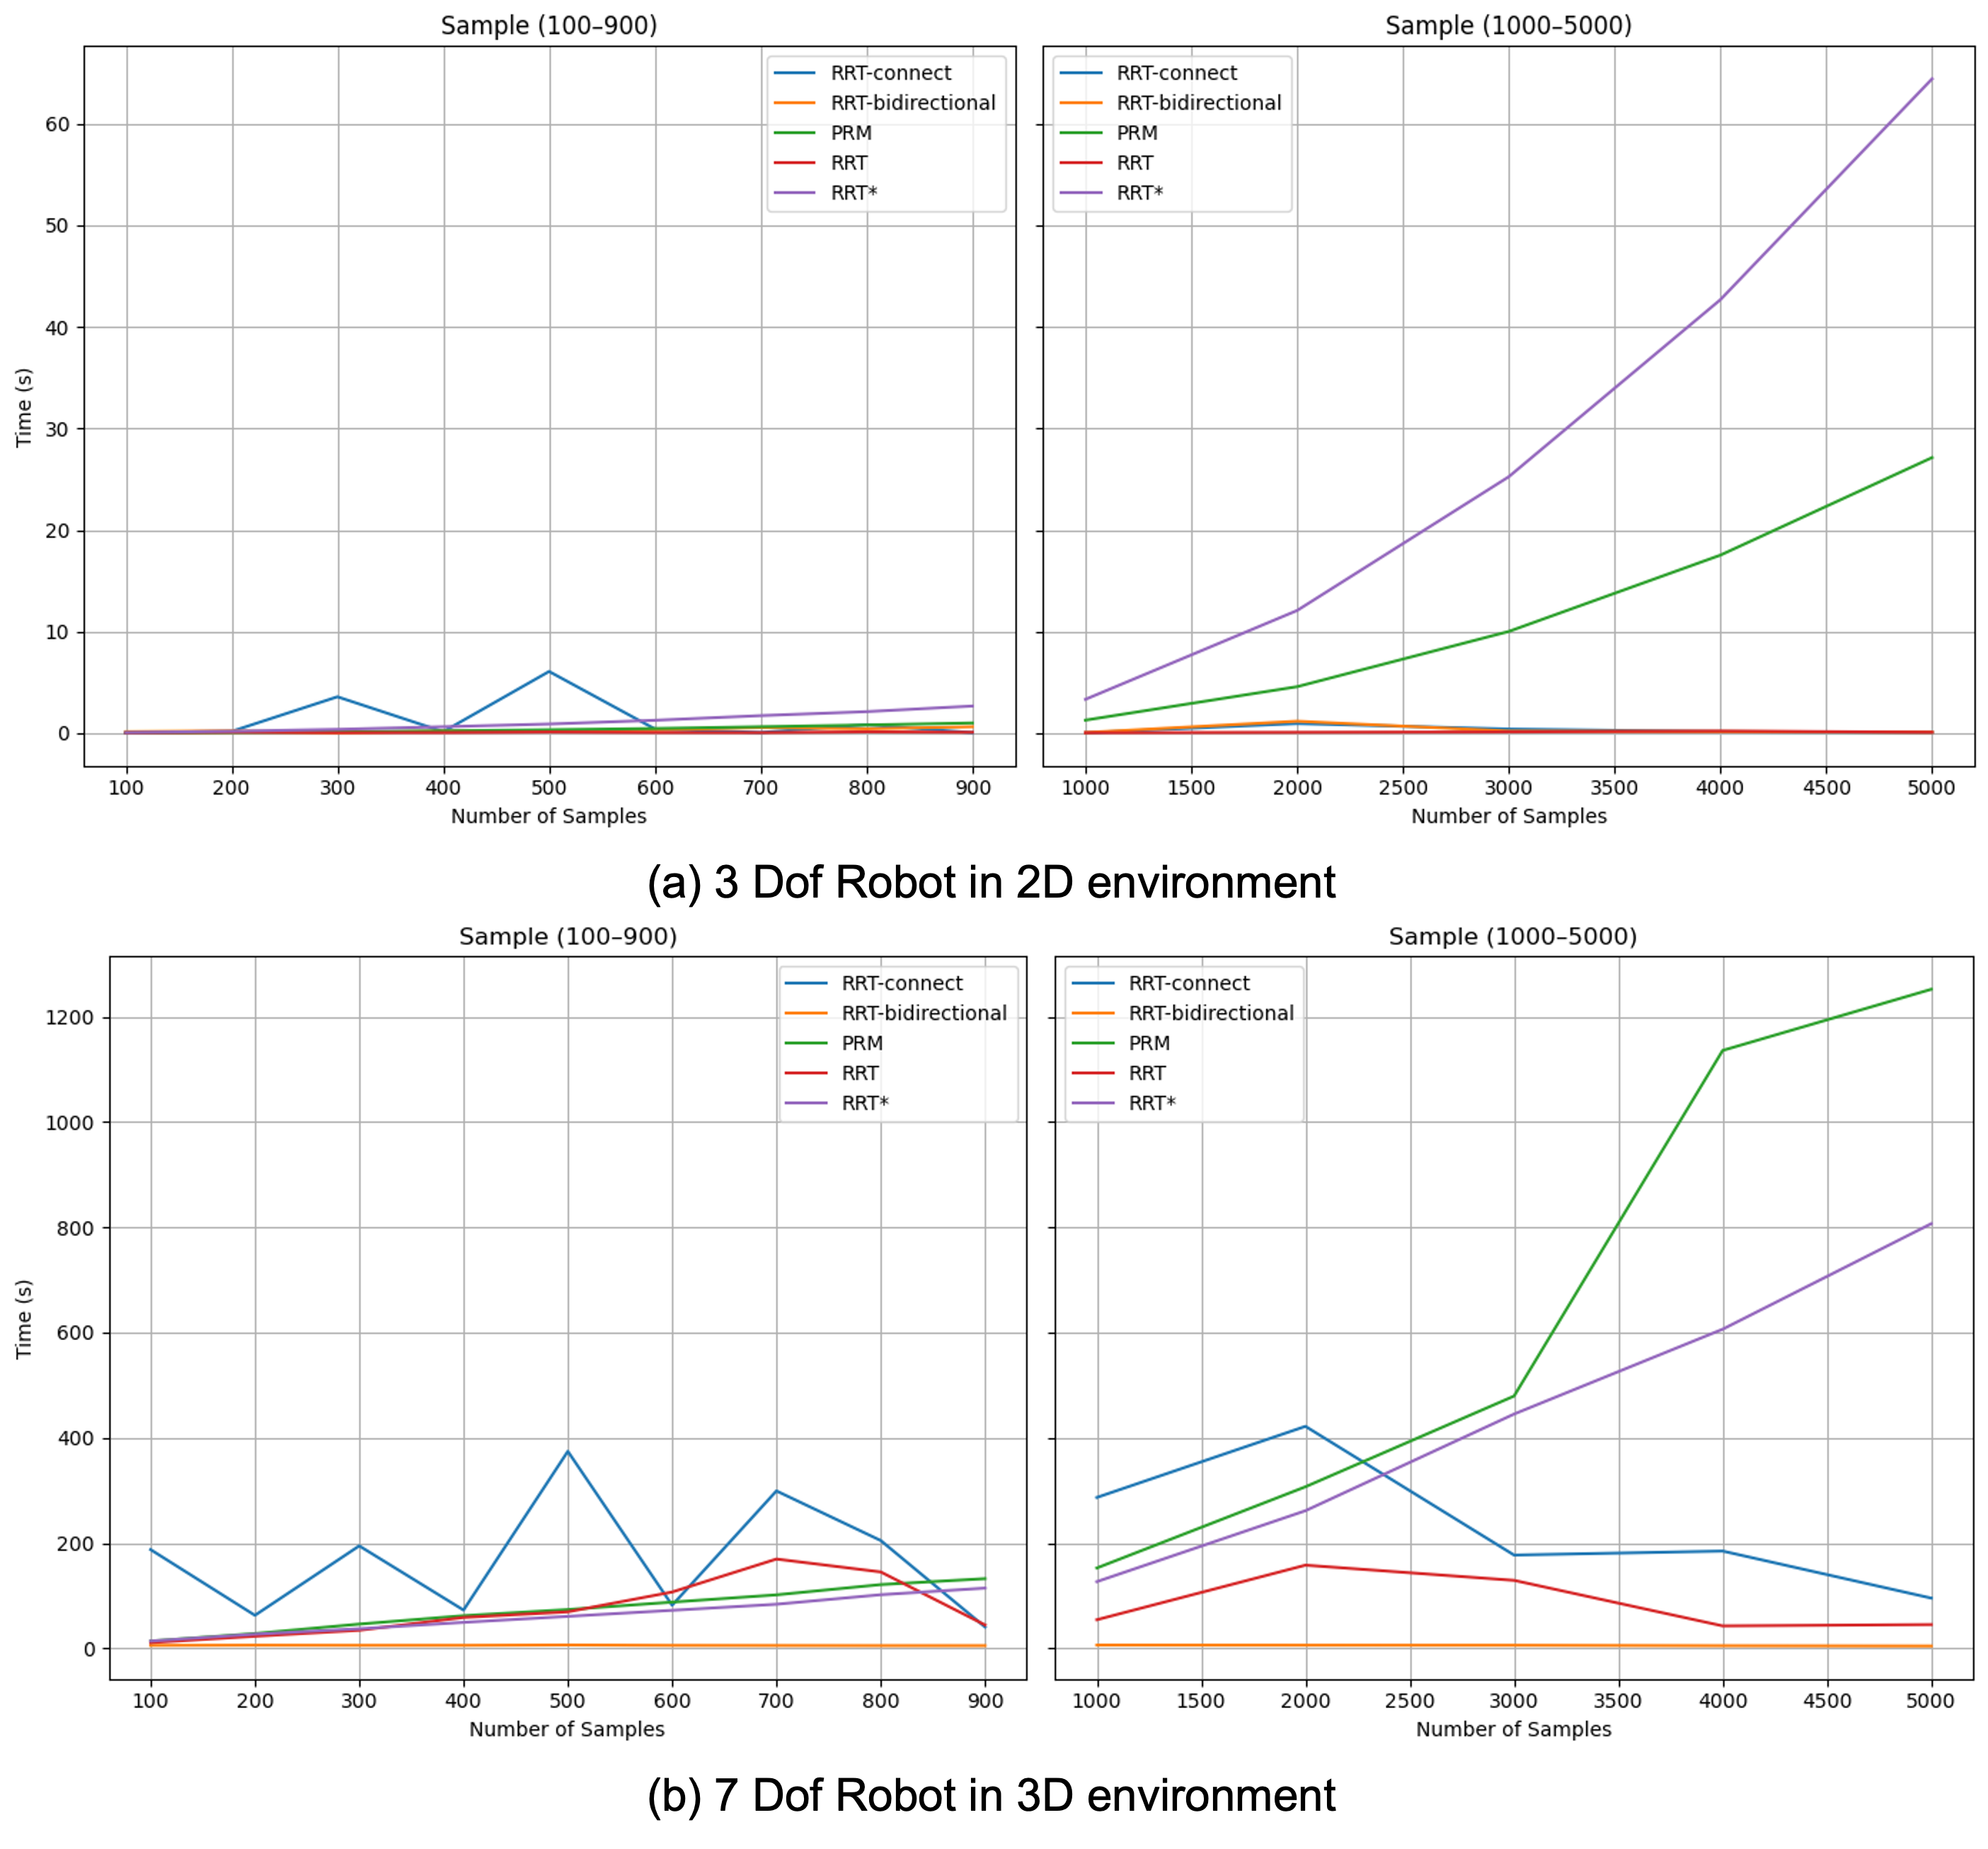 Sample (100–900)
Sample (1000–5000)
RRT-connect
RRT-bidirectional
PRM
RRT
RRT*
RRT-connect
RRT-bidirectional
PRM
RRT
RRT*
Time (s)
60
50
40
30
20
10
0
100 200 300 400 500 600 700 800 900
1000 1500 2000 2500 3000 3500 4000 4500 5000
Number of Samples
Number of Samples
(a) 3 Dof Robot in 2D environment
Sample (100–900)
Sample (1000–5000)
RRT-connect
RRT-bidirectional
PRM
RRT
RRT*
RRT-connect
RRT-bidirectional
PRM
RRT
RRT*
Time (s)
1200
1000
800
600
400
200
0
100 200 300 400 500 600 700 800 900
1000 1500 2000 2500 3000 3500 4000 4500 5000
Number of Samples
Number of Samples
(b) 7 Dof Robot in 3D environment